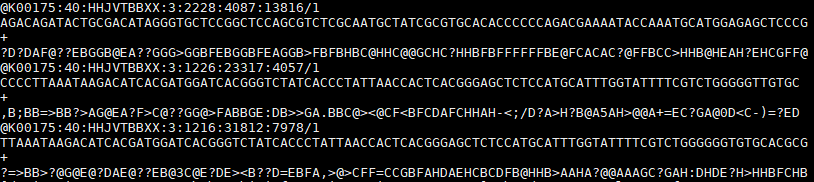 @K00175:40:HHJVTBBXX:3:2228:4087:13816/1
AGACAGATACTGCGACATAGGGTGCTCCGGCTCCAGCGTCTCGCAATGCTATCGCGTGCACACCCCCCAGACGAAAATACCAAATGCATGGAGAGCTCCCG
+
?D?DAF@??EBGGB@EA??GGG>GGBFEBGGBFEAGGB>FBFBHBC@HHC@@GCHC?HHBFBFFFFFFBE@FCACAC?@FFBCC>HHB@HEAH?EHCGFF@
@K00175:40:HHJVTBBXX:3:1226:23317:4057/1
CCCCTTAAATAAGACATCACGATGGATCACGGGTCTATCACCCTATTAACCACTCACGGGAGCTCTCCATGCATTTGGTATTTTCGTCTGGGGGTTGTGC
+
,B;BB=>BB?>AG@EA?F>C@??GG@>FABBGE:DB>>GA.BBC@><@CF<BFCDAFCHHAH-<;/D?A>H?B@A5AH>@@A+=EC?GA@0D<C-)=?ED
@K00175:40:HHJVTBBXX:3:1216:31812:7978/1
TTAAATAAGACATCACGATGGATCACGGGTCTATCACCCTATTAACCACTCACGGGAGCTCTCCATGCATTTGGTATTTTCGTCTGGGGGGTGTGCACGCG
+
?=>BB>?@G@E@?DAE@??EB@3C@E?DE><B??D=EBFA,>@>CFF=CCGBFAHDAEHCBCDFB@HHB>AAHA?@@AAAGC?GAH:DHDE?H>HHBFCHB